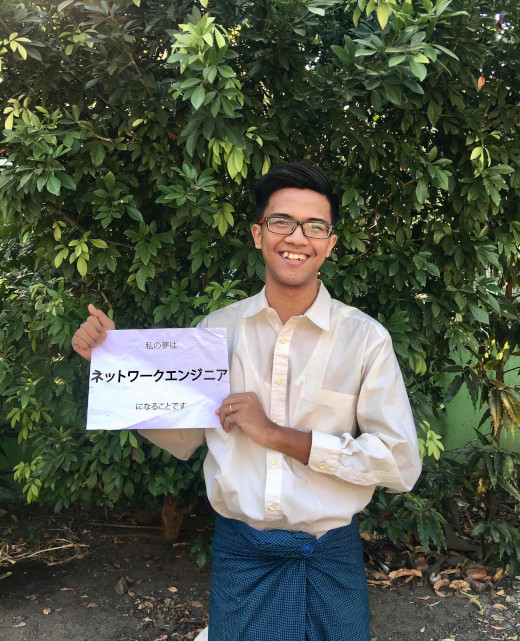 私の夢は
ネットワークエンジニア
になることです